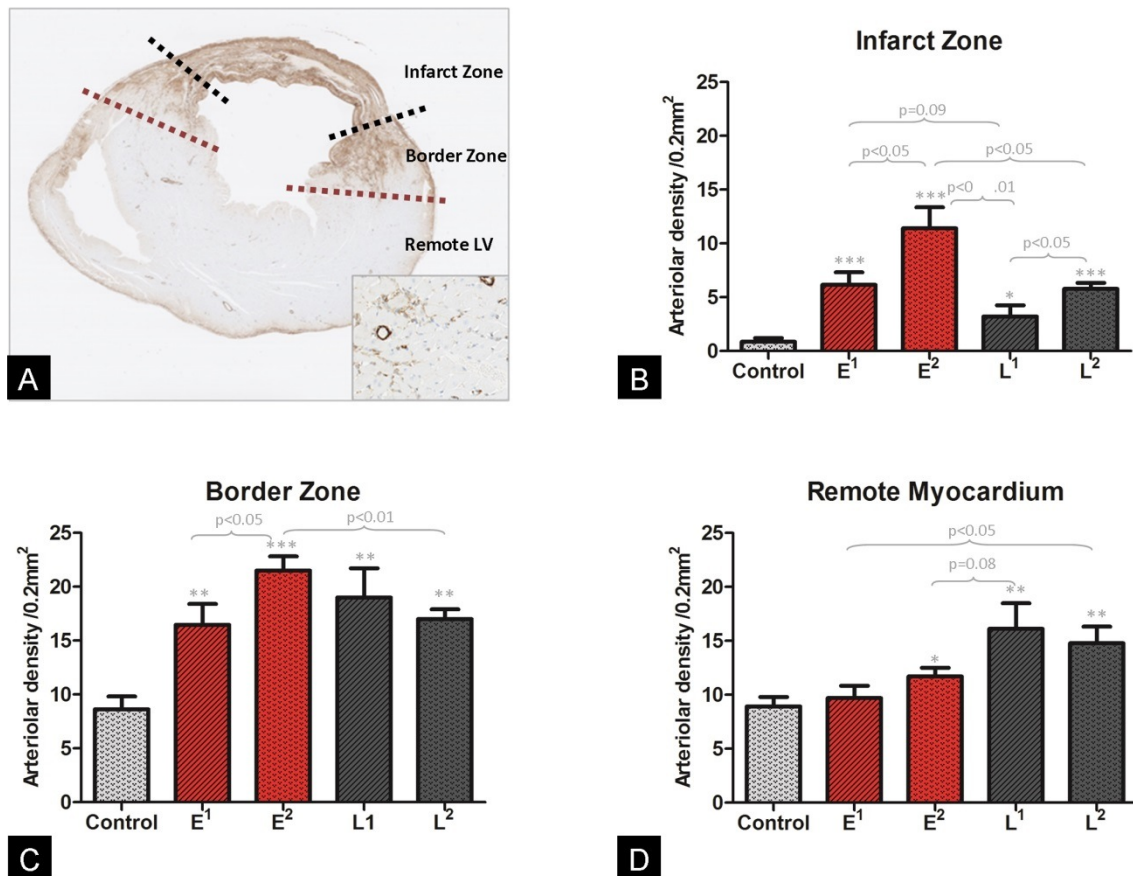 Infarct Zone
Border Zone
Remote LV
A
Infarct Zone
Arteriolar density /0.2mm²
25
20
15
10
5
0
p=0.09
p<0.05
p<0.05
p<0 .01
p<0.05
***
***
*
***
Control E¹ E² L¹ L²
B
Border Zone
Arteriolar density /0.2mm²
25
20
15
10
5
0
p<0.05
p<0.01
**
***
**
**
Control E¹ E² L1 L²
C
Remote Myocardium
Arteriolar density /0.2mm²
25
20
15
10
5
0
p<0.05
p=0.08
*
**
**
Control E¹ E² L¹ L²
D